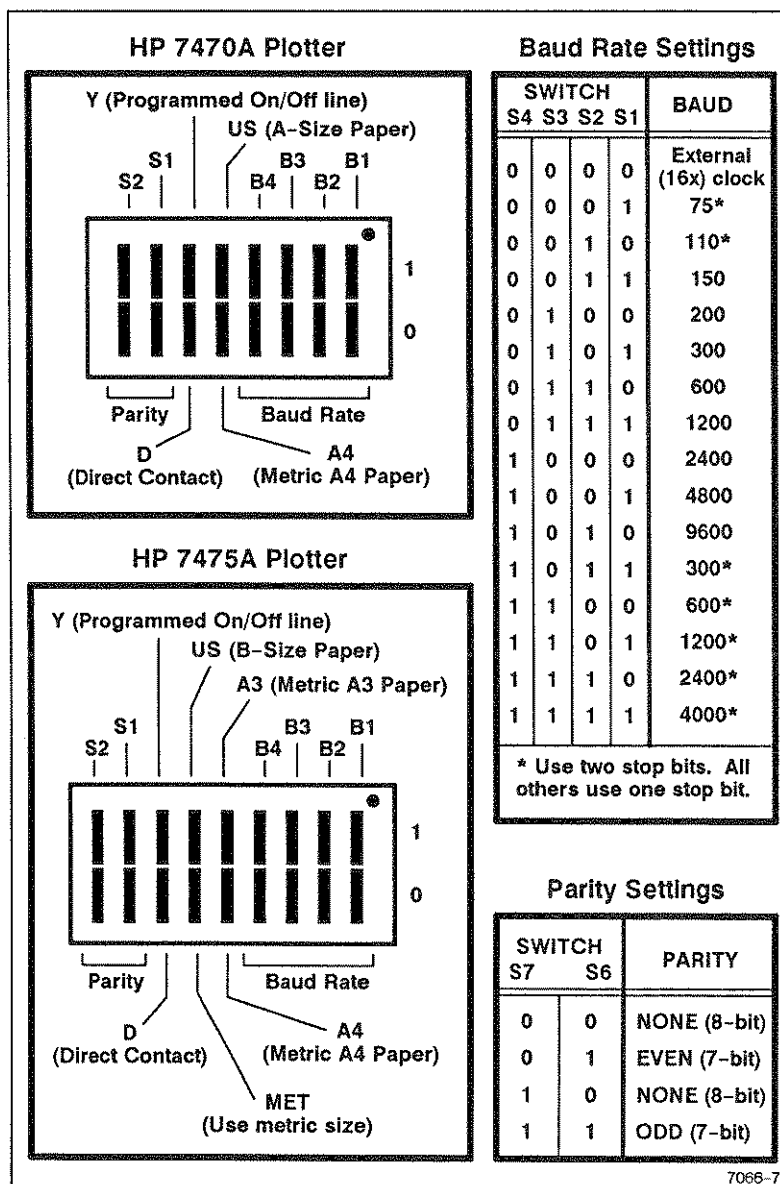 HP 7470A Plotter
Y (Programmed On/Off line)
US (A-Size Paper)
S1 B3 B1
S2 B4 B2
1
0
Parity Baud Rate
D A4
(Direct Contact) (Metric A4 Paper)
HP 7475A Plotter
Y (Programmed On/Off line)
US (B-Size Paper)
A3 (Metric A3 Paper)
S1 B3 B1
S2 B4 B2
1
0
Parity Baud Rate
D A4
(Direct Contact) (Metric A4 Paper)
MET
(Use metric size)
Baud Rate Settings
SWITCH BAUD
S4 S3 S2 S1
0 0 0 0 External
(16x) clock
0 0 0 1 75*
0 0 1 0 110*
0 0 1 1 150
0 1 0 0 200
0 1 0 1 300
0 1 1 0 600
0 1 1 1 1200
1 0 0 0 2400
1 0 0 1 4800
1 0 1 0 9600
1 0 1 1 300*
1 1 0 0 600*
1 1 0 1 1200*
1 1 1 0 2400*
1 1 1 1 4000*
* Use two stop bits. All
others use one stop bit.
Parity Settings
SWITCH PARITY
S7 S6
0 0 NONE (8-bit)
0 1 EVEN (7-bit)
1 0 NONE (8-bit)
1 1 ODD (7-bit)
7066-7